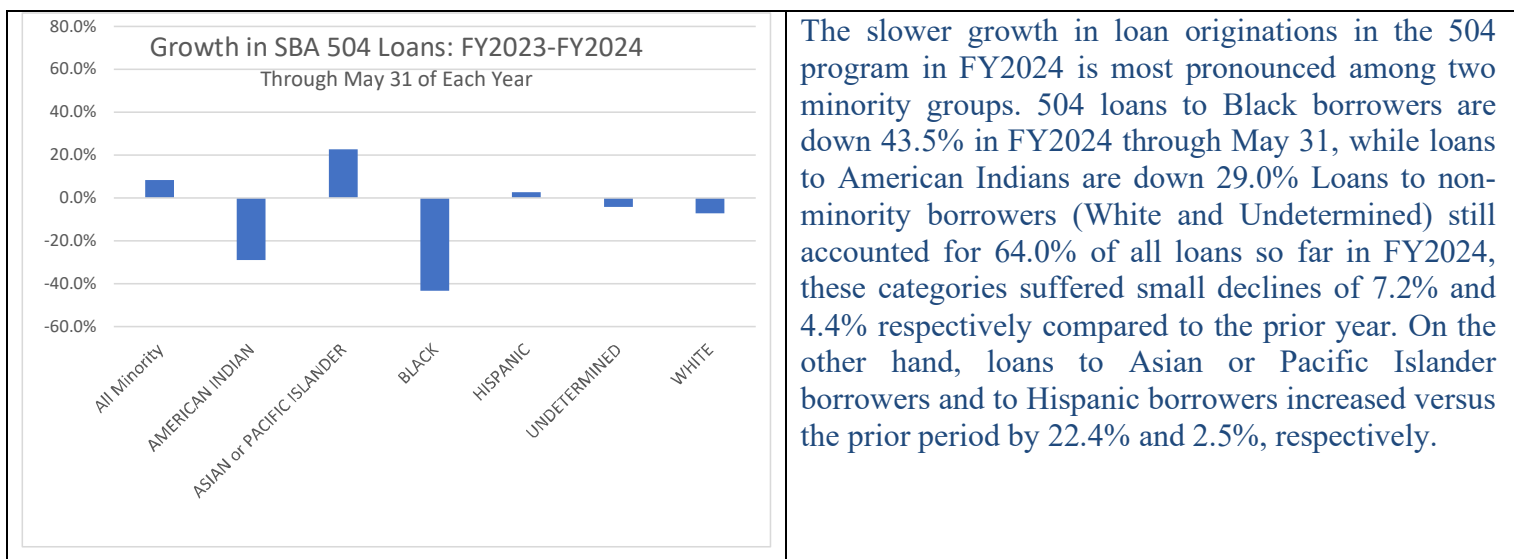 80.0%
Growth in SBA 504 Loans: FY2023-FY2024
60.0%
Through May 31 of Each Year
40.0%
20.0%
0.0%
-20.0%
-40.0%
-60.0%
All Minority
AMERICAN INDIAN
ASIAN or PACIFIC ISLANDER
BLACK
HISPANIC
UNDETERMINED
WHITE
The slower growth in loan originations in the 504
program in FY2024 is most pronounced among two
minority groups. 504 loans to Black borrowers are
down 43.5% in FY2024 through May 31, while loans
to American Indians are down 29.0% Loans to non-
minority borrowers (White and Undetermined) still
accounted for 64.0% of all loans so far in FY2024,
these categories suffered small declines of 7.2% and
4.4% respectively compared to the prior year. On the
other hand, loans to Asian or Pacific Islander
borrowers and to Hispanic borrowers increased versus
the prior period by 22.4% and 2.5%, respectively.